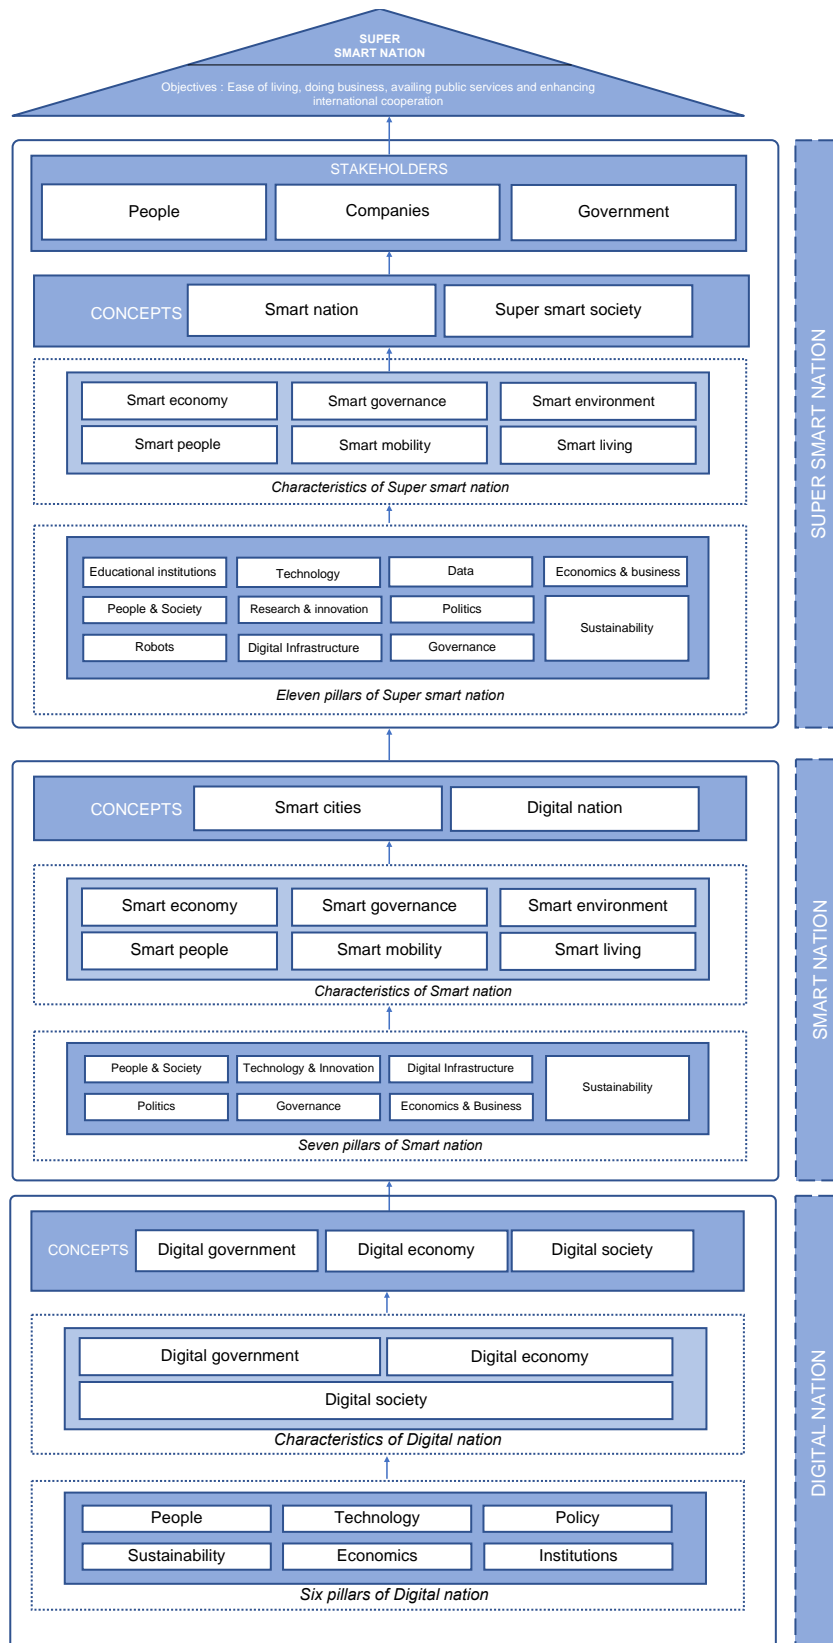 SUPER
SMART NATION
Objectives : Ease of living, doing business, availing public services and enhancing
international cooperation
STAKEHOLDERS
People
Companies
Government
CONCEPTS
Smart nation
Super smart society
Smart economy
Smart governance
Smart environment
Smart people
Smart mobility
Smart living
Characteristics of Super smart nation
Educational institutions
Technology
Data
Economics & business
People & Society
Research & innovation
Politics
Sustainability
Robots
Digital Infrastructure
Governance
Eleven pillars of Super smart nation
SUPER SMART NATION
CONCEPTS
Smart cities
Digital nation
Smart economy
Smart governance
Smart environment
Smart people
Smart mobility
Smart living
Characteristics of Smart nation
People & Society
Technology & Innovation
Digital Infrastructure
Sustainability
Politics
Governance
Economics & Business
Seven pillars of Smart nation
SMART NATION
CONCEPTS
Digital government
Digital economy
Digital society
Digital government
Digital economy
Digital society
Characteristics of Digital nation
People
Technology
Policy
Sustainability
Economics
Institutions
Six pillars of Digital nation
DIGITAL NATION